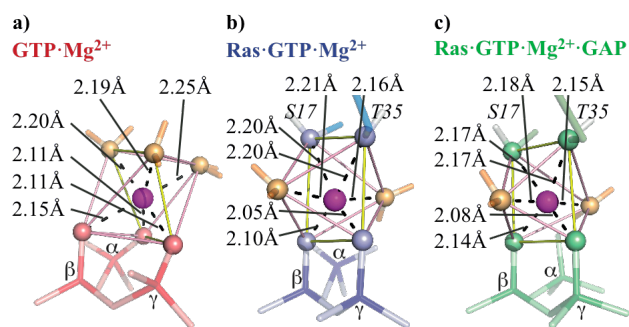 a)
GTP·Mg²⁺
2.19Å
2.25Å
2.20Å
2.11Å
2.11Å
2.15Å
α
β
γ
b)
Ras·GTP·Mg²⁺
2.21Å
2.16Å
S17
T35
2.20Å
2.20Å
2.05Å
2.10Å
α
β
γ
c)
Ras·GTP·Mg²⁺·GAP
2.18Å
2.15Å
S17
T35
2.17Å
2.17Å
2.08Å
2.14Å
α
β
γ